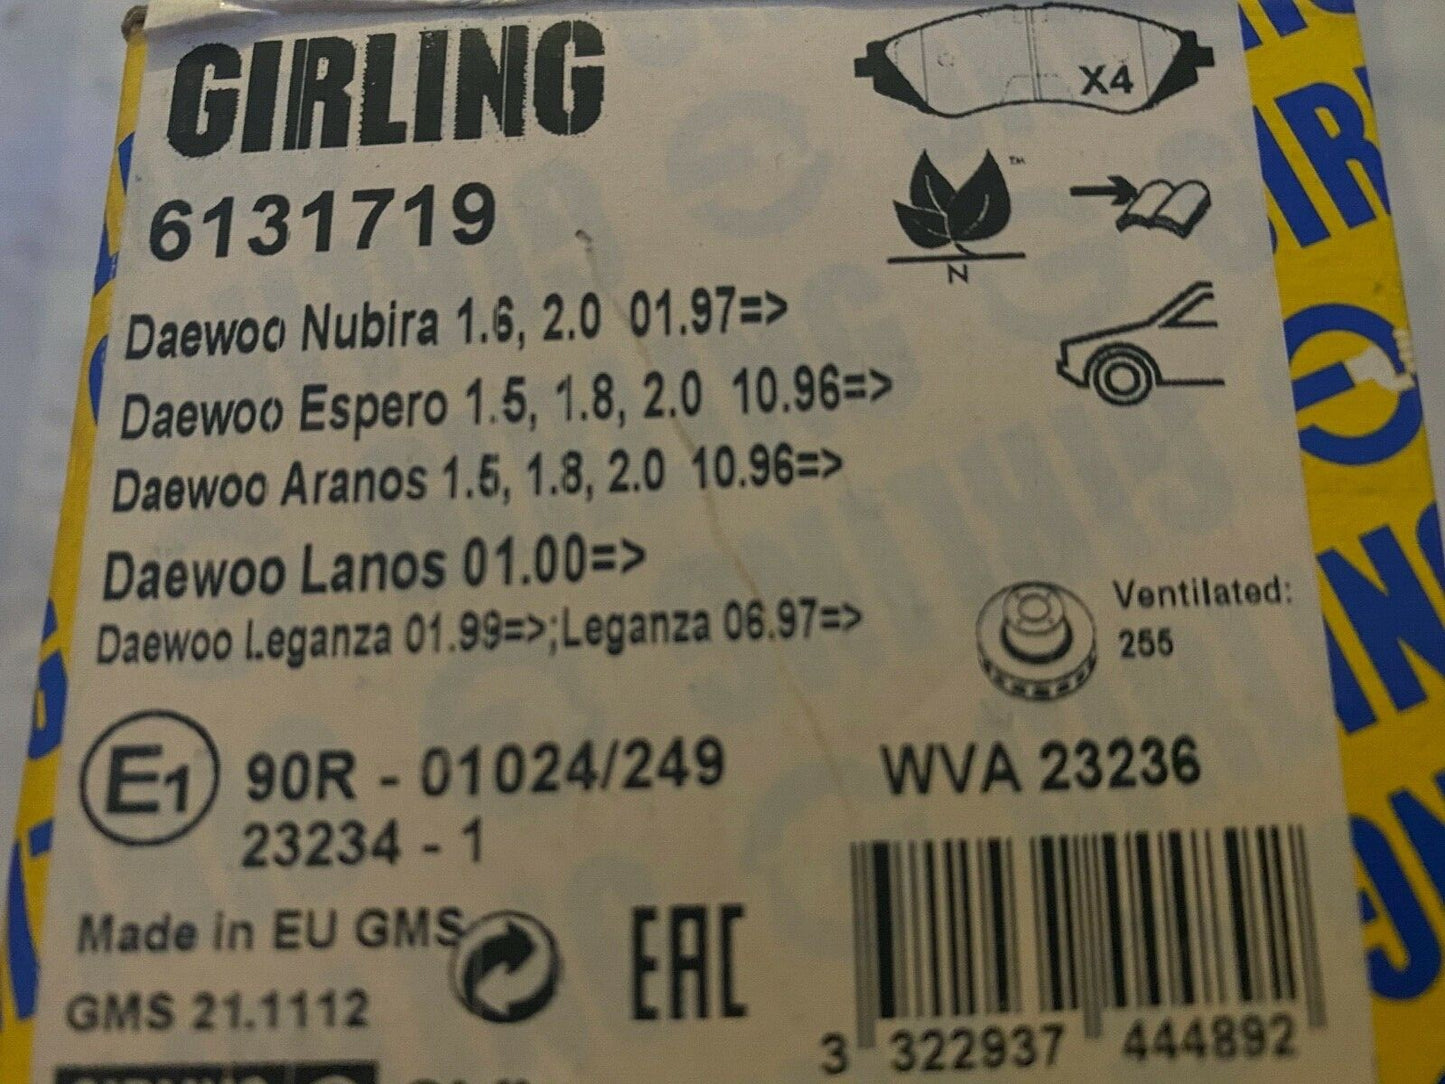 GIRLING
X4
6131719
TM
N
Daewoo Nubira 1.6, 2.0 01.97=>
Daewoo Espero 1.5, 1.8, 2.0 10.96=>
Daewoo Aranos 1.5, 1.8, 2.0 10.96=>
Daewoo Lanos 01.00=>
Daewoo Leganza 01.99=>;Leganza 06.97=>
Ventilated:
255
E1
90R - 01024/249
23234 - 1
WVA 23236
Made in EU GMS
GMS 21.1112
EAC
3 322937 444892